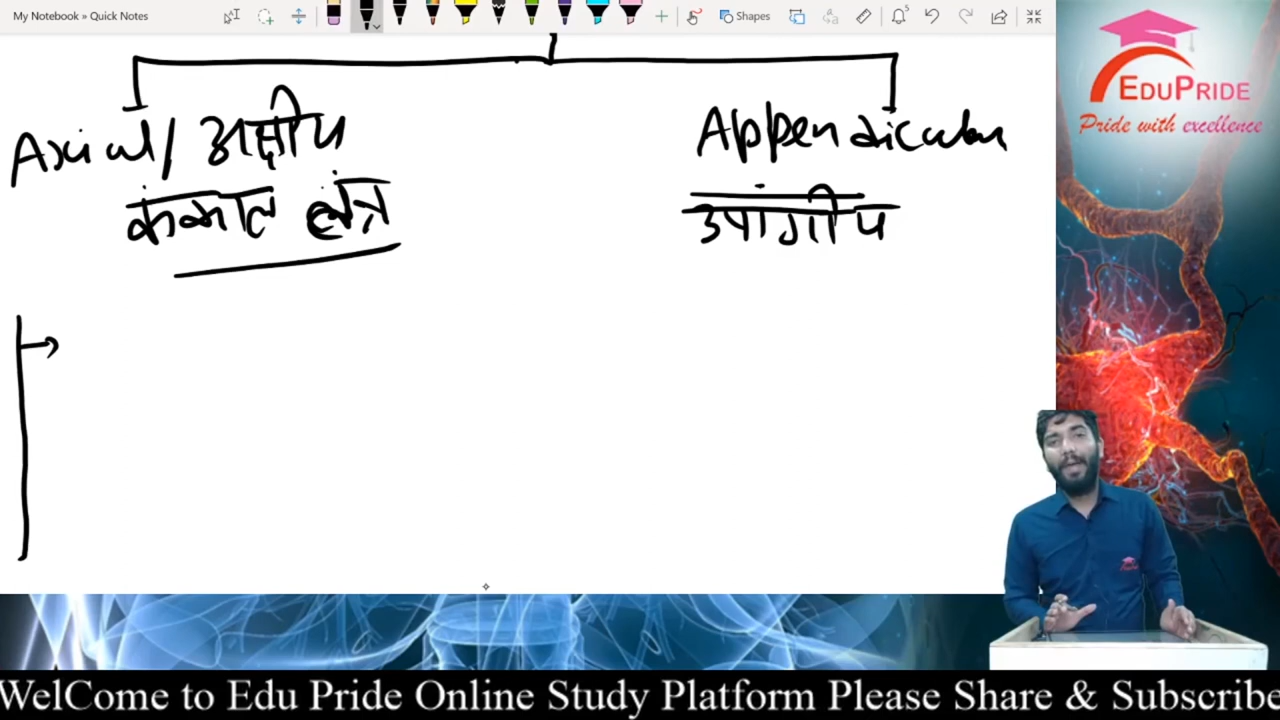 My Notebook » Quick Notes
Shapes
5
EDUPRIDE
Pride with excellence
Axial/ अक्षीय
कंकाल तंत्र
Appendicular
उपांगीय
WelCome to Edu Pride Online Study Platform Please Share & Subscribe